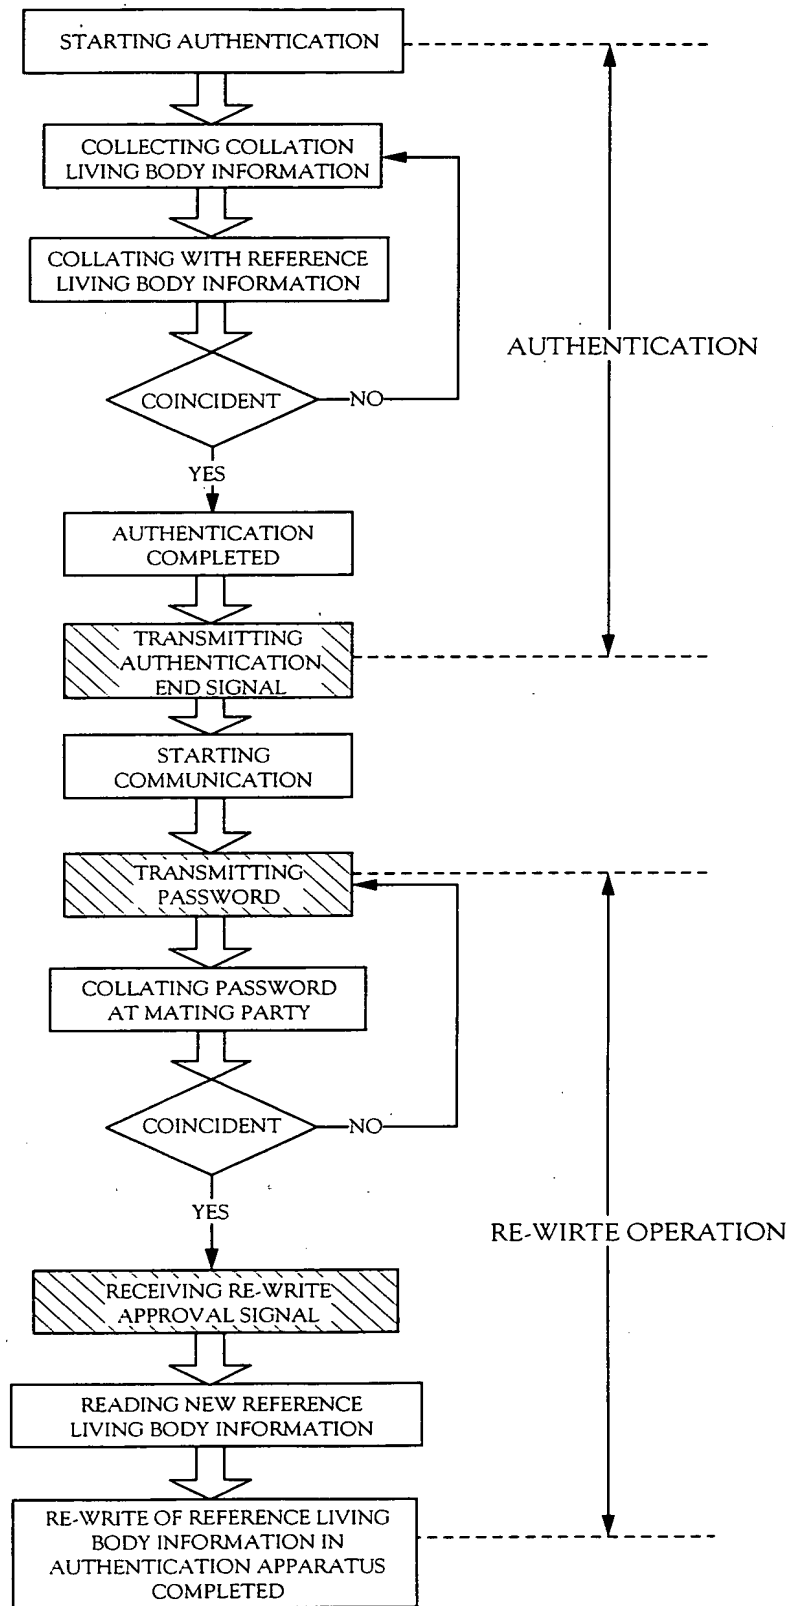 STARTING AUTHENTICATION
COLLECTING COLLATION
LIVING BODY INFORMATION
COLLATING WITH REFERENCE
LIVING BODY INFORMATION
AUTHENTICATION
COINCIDENT
NO
YES
AUTHENTICATION
COMPLETED
TRANSMITTING
AUTHENTICATION
END SIGNAL
STARTING
COMMUNICATION
TRANSMITTING
PASSWORD
COLLATING PASSWORD
AT MATING PARTY
COINCIDENT
NO
YES
RE-WIRTE OPERATION
RECEIVING RE-WRITE
APPROVAL SIGNAL
READING NEW REFERENCE
LIVING BODY INFORMATION
RE-WRITE OF REFERENCE LIVING
BODY INFORMATION IN
AUTHENTICATION APPARATUS
COMPLETED